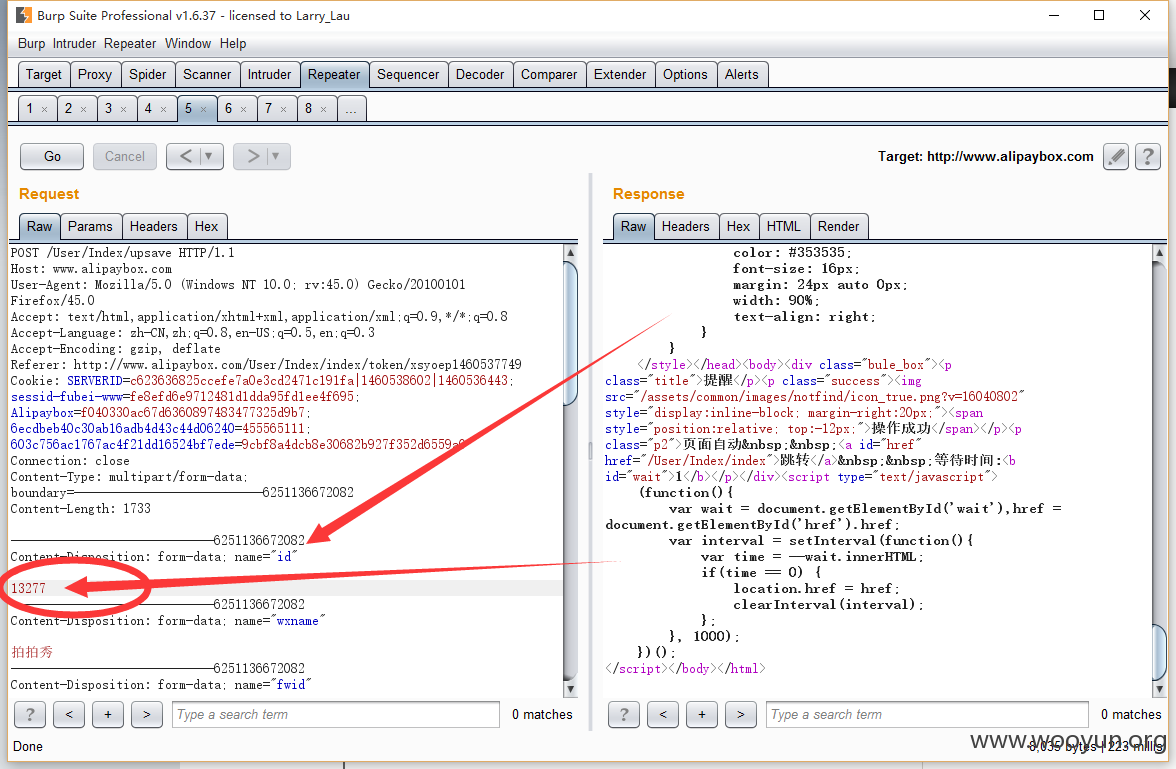 Burp Suite Professional v1.6.37 - licensed to Larry_Lau
Burp Intruder Repeater Window Help
Target Proxy Spider Scanner Intruder Repeater Sequencer Decoder Comparer Extender Options Alerts
1 × 2 × 3 × 4 × 5 × 6 × 7 × 8 × ...
Go Cancel < > Target: http://www.alipaybox.com ?
Request
Raw Params Headers Hex
POST /User/Index/upsave HTTP/1.1
Host: www.alipaybox.com
User-Agent: Mozilla/5.0 (Windows NT 10.0; rv:45.0) Gecko/20100101
Firefox/45.0
Accept: text/html,application/xhtml+xml,application/xml;q=0.9,*/*;q=0.8
Accept-Language: zh-CN,zh;q=0.8,en-US;q=0.5,en;q=0.3
Accept-Encoding: gzip, deflate
Referer: http://www.alipaybox.com/User/Index/index/token/xsyoep1460537749
Cookie: SERVERID=c623636825ccefe7a0e3cd2471c191fa|1460538602|1460536443;
sessid-fubei-www=fe8efd6e9712481d1dda95fd1ee4f695;
Alipaybox=f040330ac67d6360897483477325d9b7;
6ecdbeb40c30ab16adb4d43c44d06240=455565111;
603c756ac1767ac4f21dd16524bf7ede=9cbf8a4dcb8e30682b927f352d6559a0
Connection: close
Content-Type: multipart/form-data;
boundary=---------------------------6251136672082
Content-Length: 1733
-----------------------------6251136672082
Content-Disposition: form-data; name="id"
13277
-----------------------------6251136672082
Content-Disposition: form-data; name="wxname"
拍拍秀
-----------------------------6251136672082
Content-Disposition: form-data; name="fwid"
? < + > Type a search term 0 matches
Done
Response
Raw Headers Hex HTML Render
color: #353535;
font-size: 16px;
margin: 24px auto 0px;
width: 90%;
text-align: right;
}
}
</style></head><body><div class="bule_box"><p
class="title">提醒</p><p class="success"><img
src="/assets/common/images/notfind/icon_true.png?v=16040802"
style="display:inline-block; margin-right:20px;"><span
style="position:relative; top:-12px;">操作成功</span></p><p
class="p2">页面自动&nbsp;&nbsp;<a id="href"
href="/User/Index/index">跳转</a>&nbsp;&nbsp;等待时间:<b
id="wait">1</b></p></div><script type="text/javascript">
(function(){
var wait = document.getElementById('wait'),href =
document.getElementById('href').href;
var interval = setInterval(function(){
var time = --wait.innerHTML;
if(time == 0) {
location.href = href;
clearInterval(interval);
};
}, 1000);
})();
</script></body></html>
? < + > Type a search term 0 matches
8,035 bytes | 223 millis
www.wooyun.org